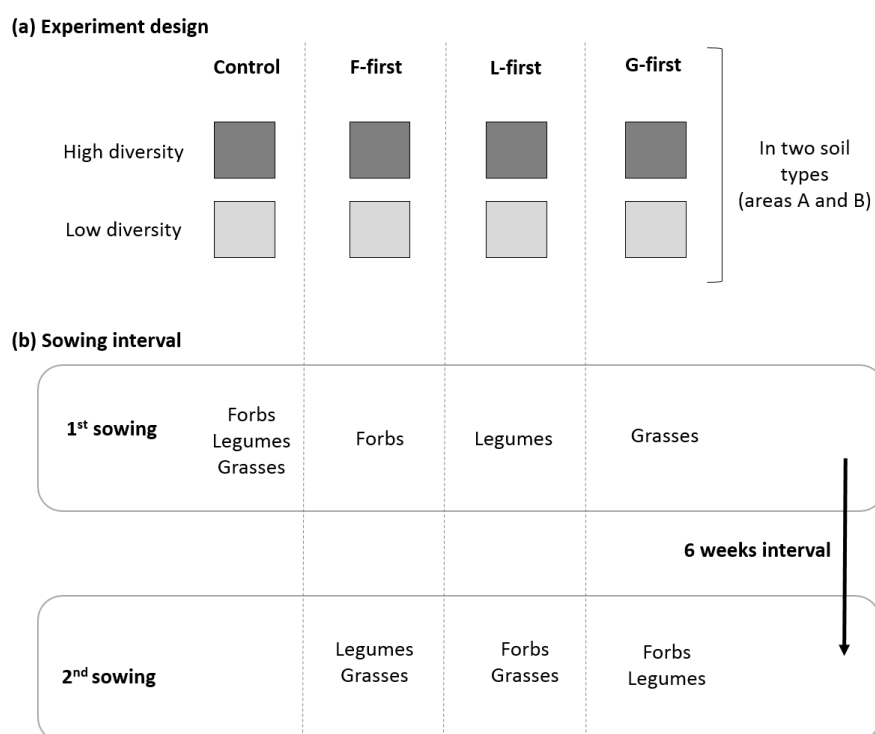 (a) Experiment design
Control F-first L-first G-first
High diversity
Low diversity
In two soil
types
(areas A and B)
(b) Sowing interval
1st sowing
Forbs
Legumes
Grasses
Forbs
Legumes
Grasses
6 weeks interval
2nd sowing
Legumes
Grasses
Forbs
Grasses
Forbs
Legumes